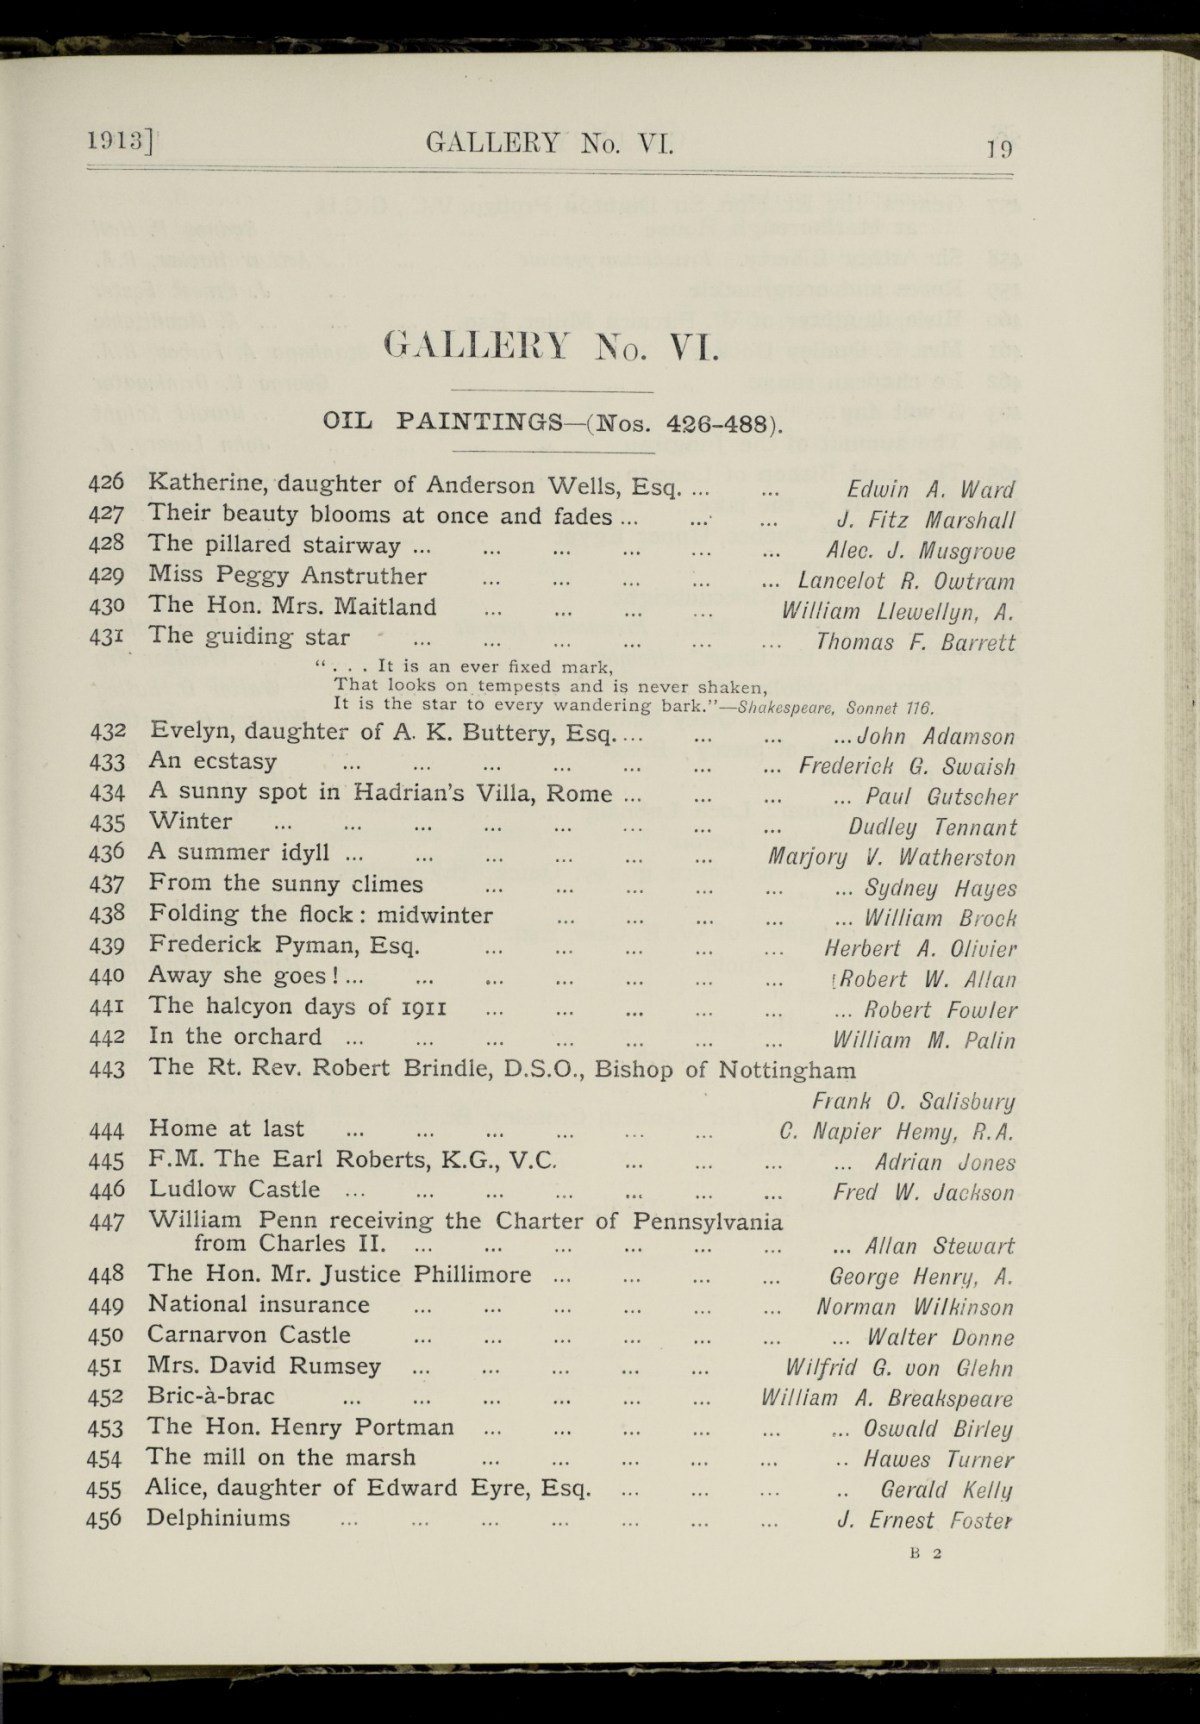 1913] GALLERY No. VI. 19
GALLERY No. VI.
OIL PAINTINGS—(Nos. 426-488).
426 Katherine, daughter of Anderson Wells, Esq. ... ... Edwin A. Ward
427 Their beauty blooms at once and fades ... ... ... J. Fitz Marshall
428 The pillared stairway ... ... ... ... ... ... Alec. J. Musgrove
429 Miss Peggy Anstruther ... ... ... ... ... Lancelot R. Owtram
430 The Hon. Mrs. Maitland ... ... ... ... William Llewellyn, A.
431 The guiding star ... ... ... ... ... ... Thomas F. Barrett
“ . . . It is an ever fixed mark,
That looks on tempests and is never shaken,
It is the star to every wandering bark.”—Shakespeare, Sonnet 116.
432 Evelyn, daughter of A. K. Buttery, Esq. ... ... ... ... John Adamson
433 An ecstasy ... ... ... ... ... ... ... Frederick G. Swaish
434 A sunny spot in Hadrian's Villa, Rome ... ... ... ... Paul Gutscher
435 Winter ... ... ... ... ... ... ... ... Dudley Tennant
436 A summer idyll ... ... ... ... ... ... Marjory V. Watherston
437 From the sunny climes ... ... ... ... ... ... Sydney Hayes
438 Folding the flock : midwinter ... ... ... ... ... William Brock
439 Frederick Pyman, Esq. ... ... ... ... ... Herbert A. Olivier
440 Away she goes ! ... ... ... ... ... ... ... Robert W. Allan
441 The halcyon days of 1911 ... ... ... ... ... ... Robert Fowler
442 In the orchard ... ... ... ... ... ... ... William M. Palin
443 The Rt. Rev. Robert Brindle, D.S.O., Bishop of Nottingham
Frank O. Salisbury
444 Home at last ... ... ... ... ... ... C. Napier Hemy, R.A.
445 F.M. The Earl Roberts, K.G., V.C. ... ... ... ... Adrian Jones
446 Ludlow Castle ... ... ... ... ... ... ... Fred W. Jackson
447 William Penn receiving the Charter of Pennsylvania
from Charles II. ... ... ... ... ... ... ... Allan Stewart
448 The Hon. Mr. Justice Phillimore ... ... ... ... George Henry, A.
449 National insurance ... ... ... ... ... ... Norman Wilkinson
450 Carnarvon Castle ... ... ... ... ... ... ... Walter Donne
451 Mrs. David Rumsey ... ... ... ... ... Wilfrid G. von Glehn
452 Bric-à-brac ... ... ... ... ... ... William A. Breakspeare
453 The Hon. Henry Portman ... ... ... ... ... ... Oswald Birley
454 The mill on the marsh ... ... ... ... ... .. Hawes Turner
455 Alice, daughter of Edward Eyre, Esq. ... ... ... .. Gerald Kelly
456 Delphiniums ... ... ... ... ... ... ... J. Ernest Foster
B 2